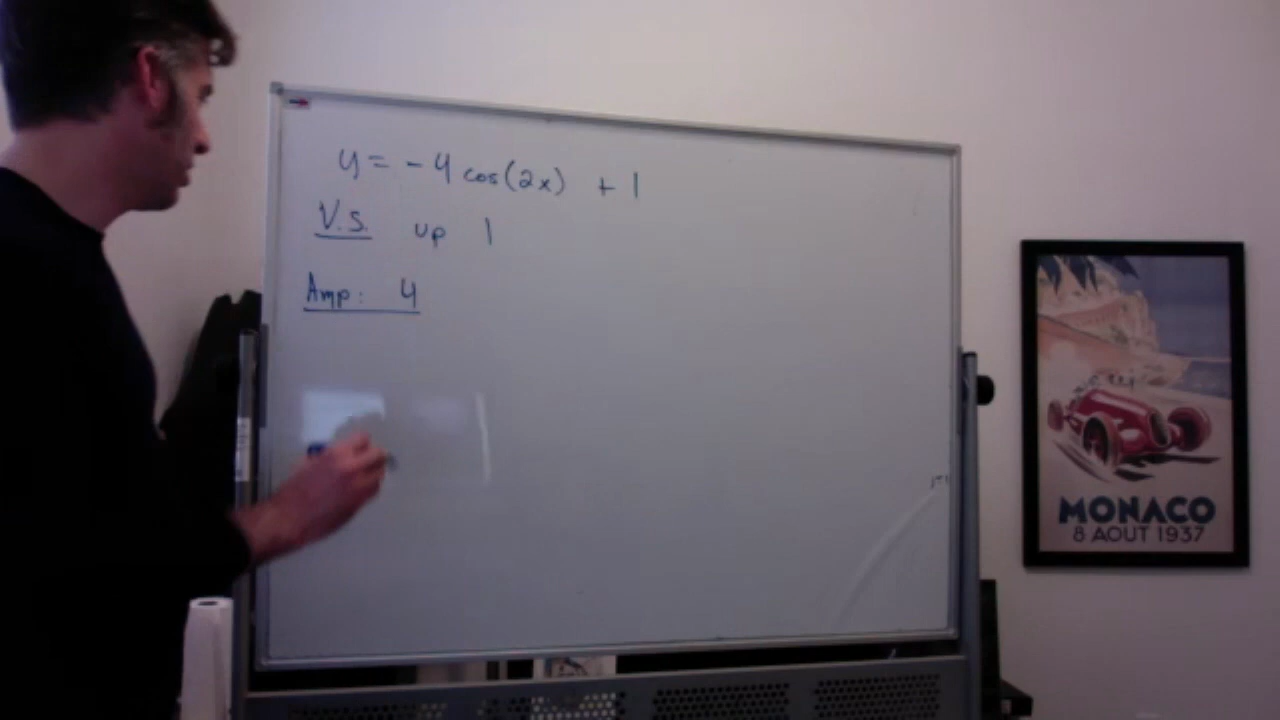 y = -4 cos(2x) + 1
V.S. up 1
Amp: 4
MONACO
8 AOUT 1937